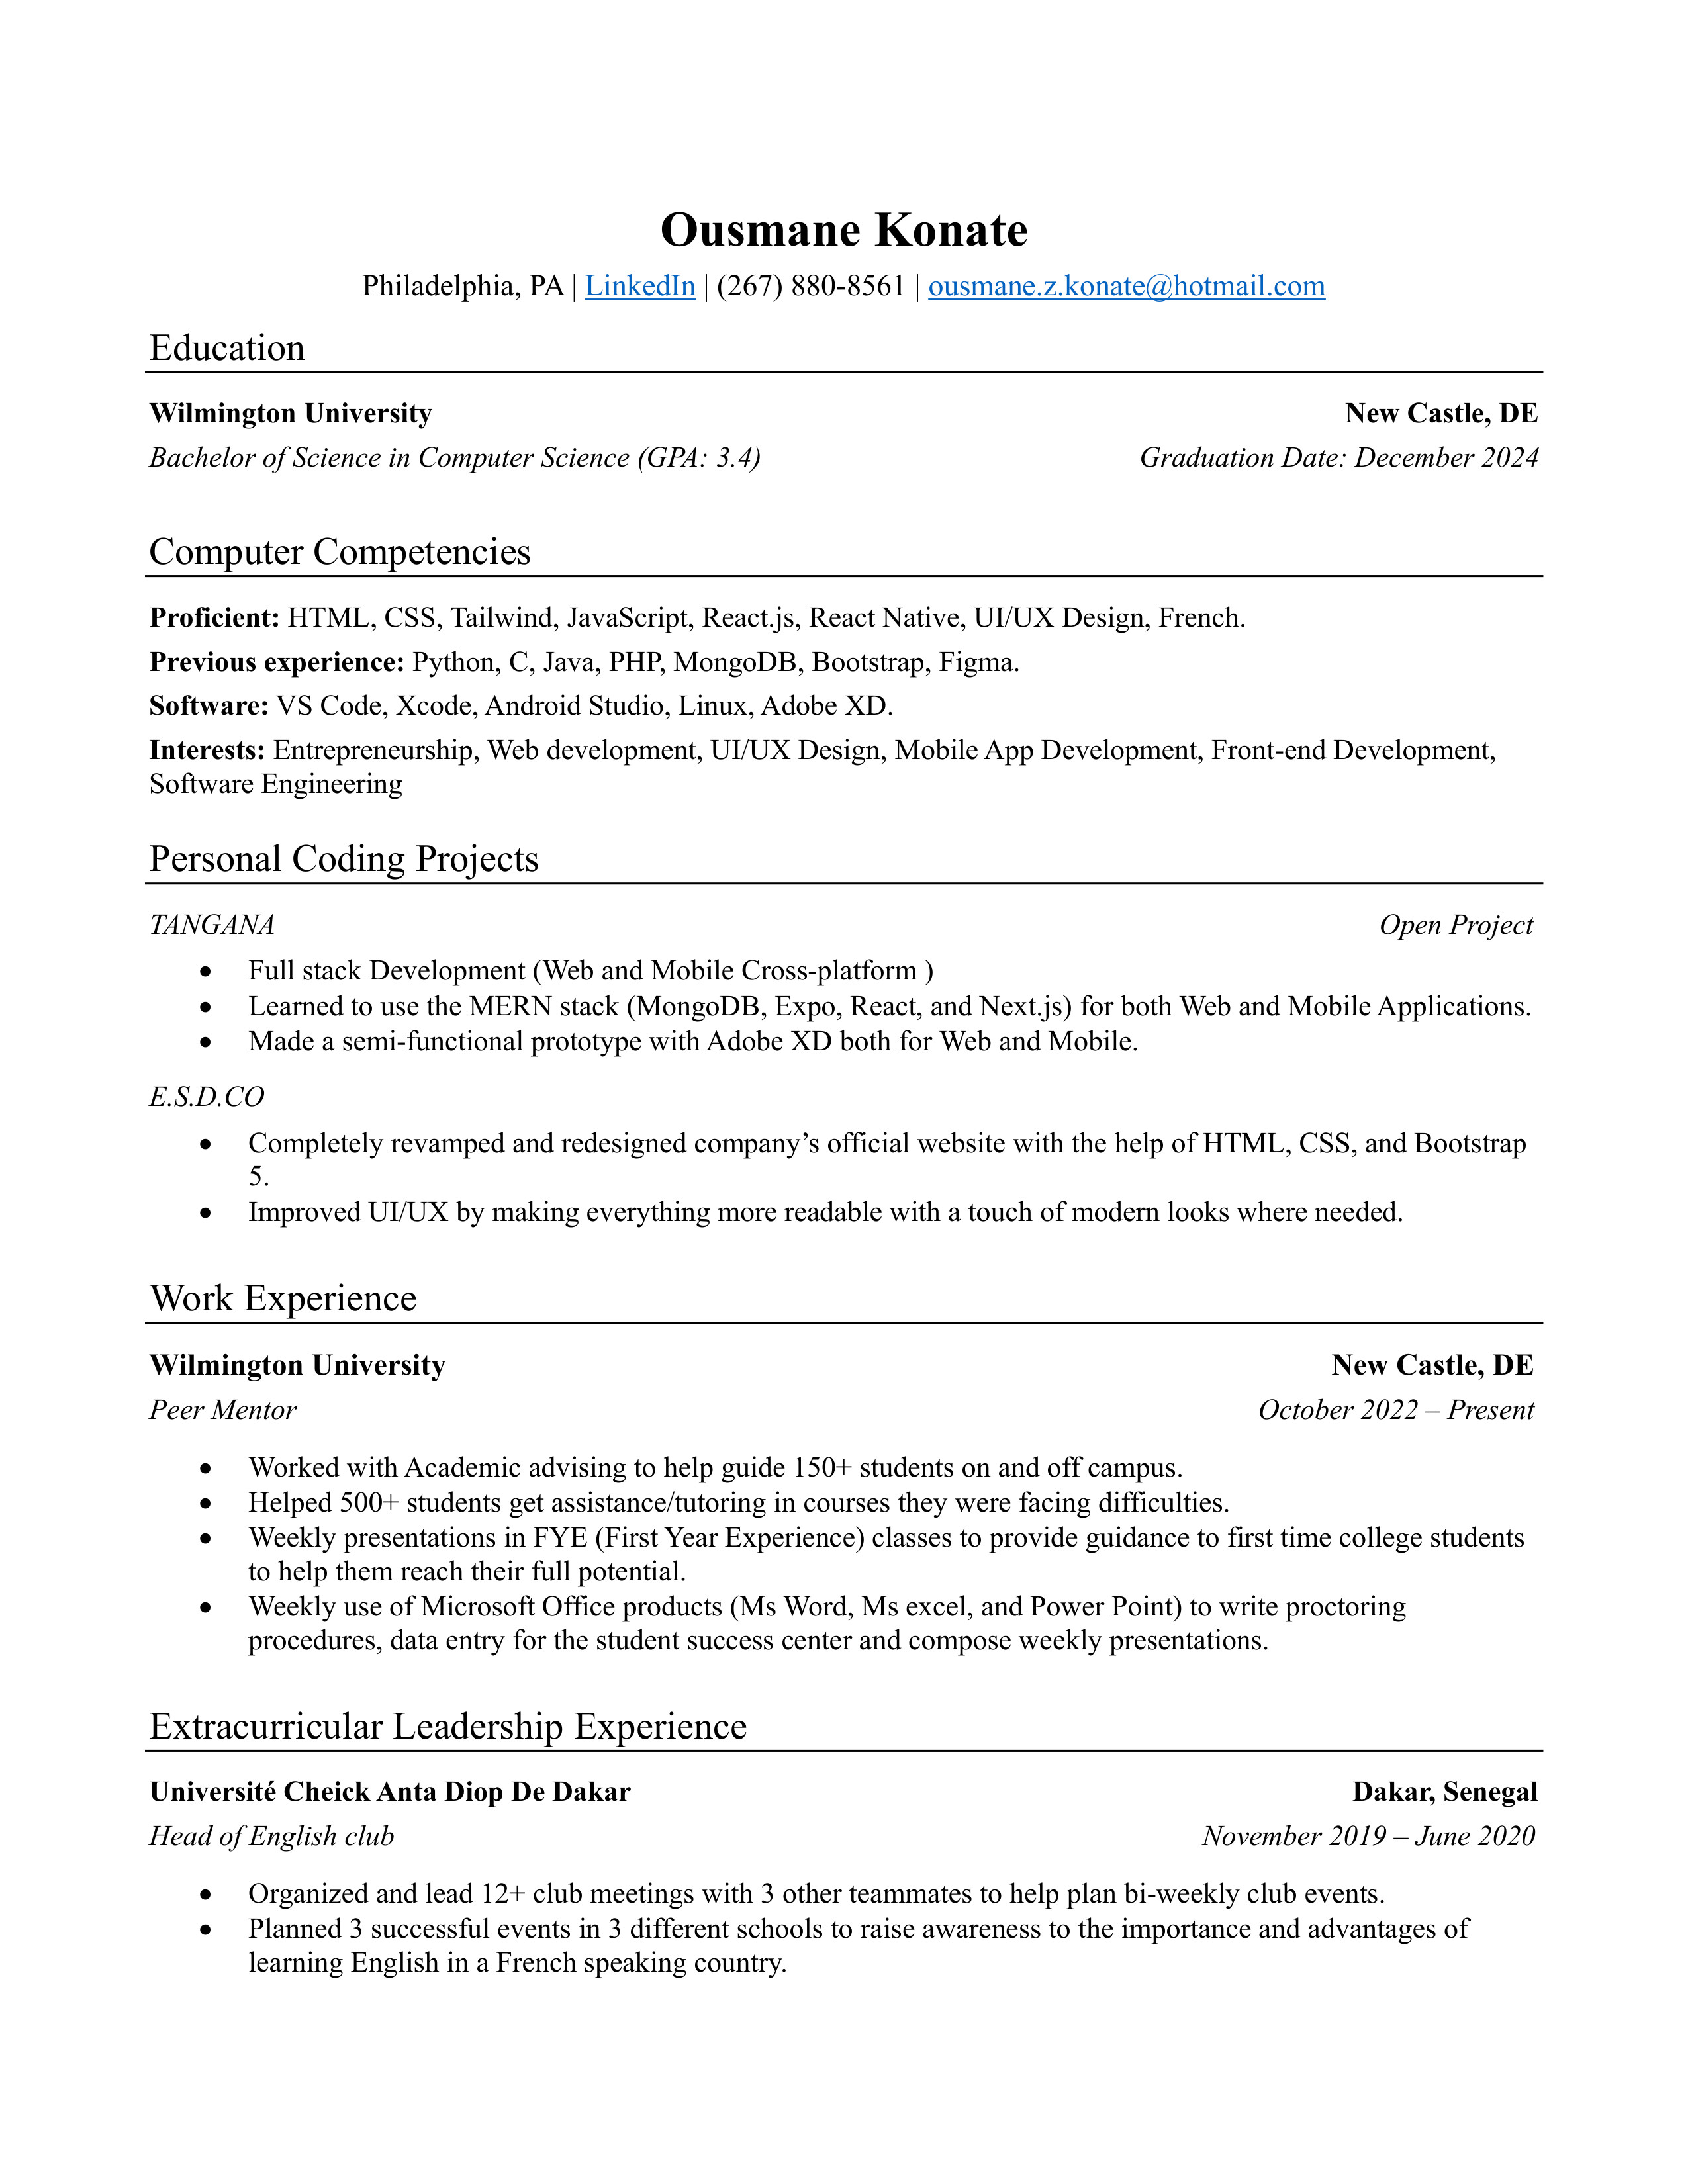 Ousmane Konate
Philadelphia, PA | LinkedIn | (267) 880-8561 | ousmane.z.konate@hotmail.com
Education
Wilmington University New Castle, DE
Bachelor of Science in Computer Science (GPA: 3.4) Graduation Date: December 2024
Computer Competencies
Proficient: HTML, CSS, Tailwind, JavaScript, React.js, React Native, UI/UX Design, French.
Previous experience: Python, C, Java, PHP, MongoDB, Bootstrap, Figma.
Software: VS Code, Xcode, Android Studio, Linux, Adobe XD.
Interests: Entrepreneurship, Web development, UI/UX Design, Mobile App Development, Front-end Development,
Software Engineering
Personal Coding Projects
TANGANA Open Project
• Full stack Development (Web and Mobile Cross-platform )
• Learned to use the MERN stack (MongoDB, Expo, React, and Next.js) for both Web and Mobile Applications.
• Made a semi-functional prototype with Adobe XD both for Web and Mobile.
E.S.D.CO
• Completely revamped and redesigned company’s official website with the help of HTML, CSS, and Bootstrap
5.
• Improved UI/UX by making everything more readable with a touch of modern looks where needed.
Work Experience
Wilmington University New Castle, DE
Peer Mentor October 2022 – Present
• Worked with Academic advising to help guide 150+ students on and off campus.
• Helped 500+ students get assistance/tutoring in courses they were facing difficulties.
• Weekly presentations in FYE (First Year Experience) classes to provide guidance to first time college students
to help them reach their full potential.
• Weekly use of Microsoft Office products (Ms Word, Ms excel, and Power Point) to write proctoring
procedures, data entry for the student success center and compose weekly presentations.
Extracurricular Leadership Experience
Université Cheick Anta Diop De Dakar Dakar, Senegal
Head of English club November 2019 – June 2020
• Organized and lead 12+ club meetings with 3 other teammates to help plan bi-weekly club events.
• Planned 3 successful events in 3 different schools to raise awareness to the importance and advantages of
learning English in a French speaking country.